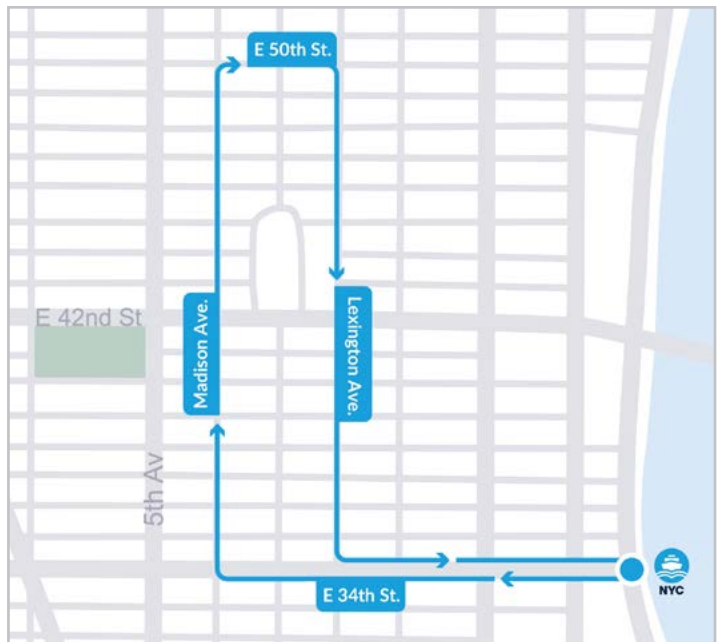 E 50th St.
E 42nd St
Madison Ave.
Lexington Ave.
5th Av
E 34th St.
NYC